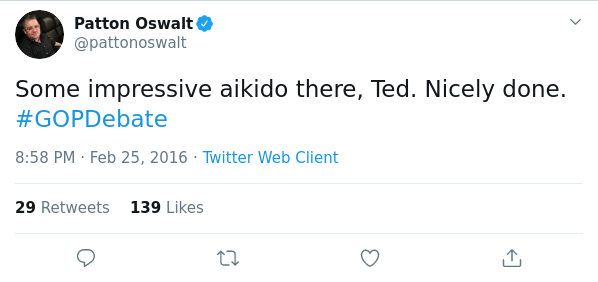 Patton Oswalt
@pattonoswalt
Some impressive aikido there, Ted. Nicely done.
#GOPDebate
8:58 PM · Feb 25, 2016 · Twitter Web Client
29 Retweets 139 Likes